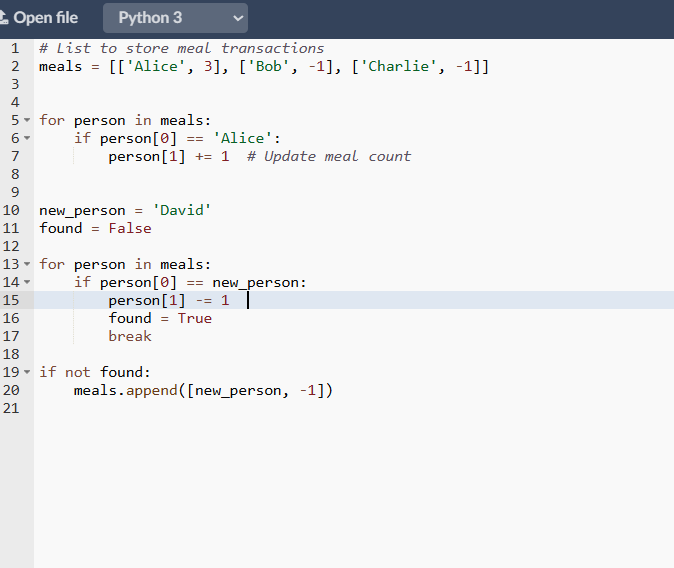 Open file Python 3
1 # List to store meal transactions
2 meals = [['Alice', 3], ['Bob', -1], ['Charlie', -1]]
3
4
5 for person in meals:
6     if person[0] == 'Alice':
7         person[1] += 1  # Update meal count
8
9
10 new_person = 'David'
11 found = False
12
13 for person in meals:
14     if person[0] == new_person:
15         person[1] -= 1
16         found = True
17         break
18
19 if not found:
20     meals.append([new_person, -1])
21